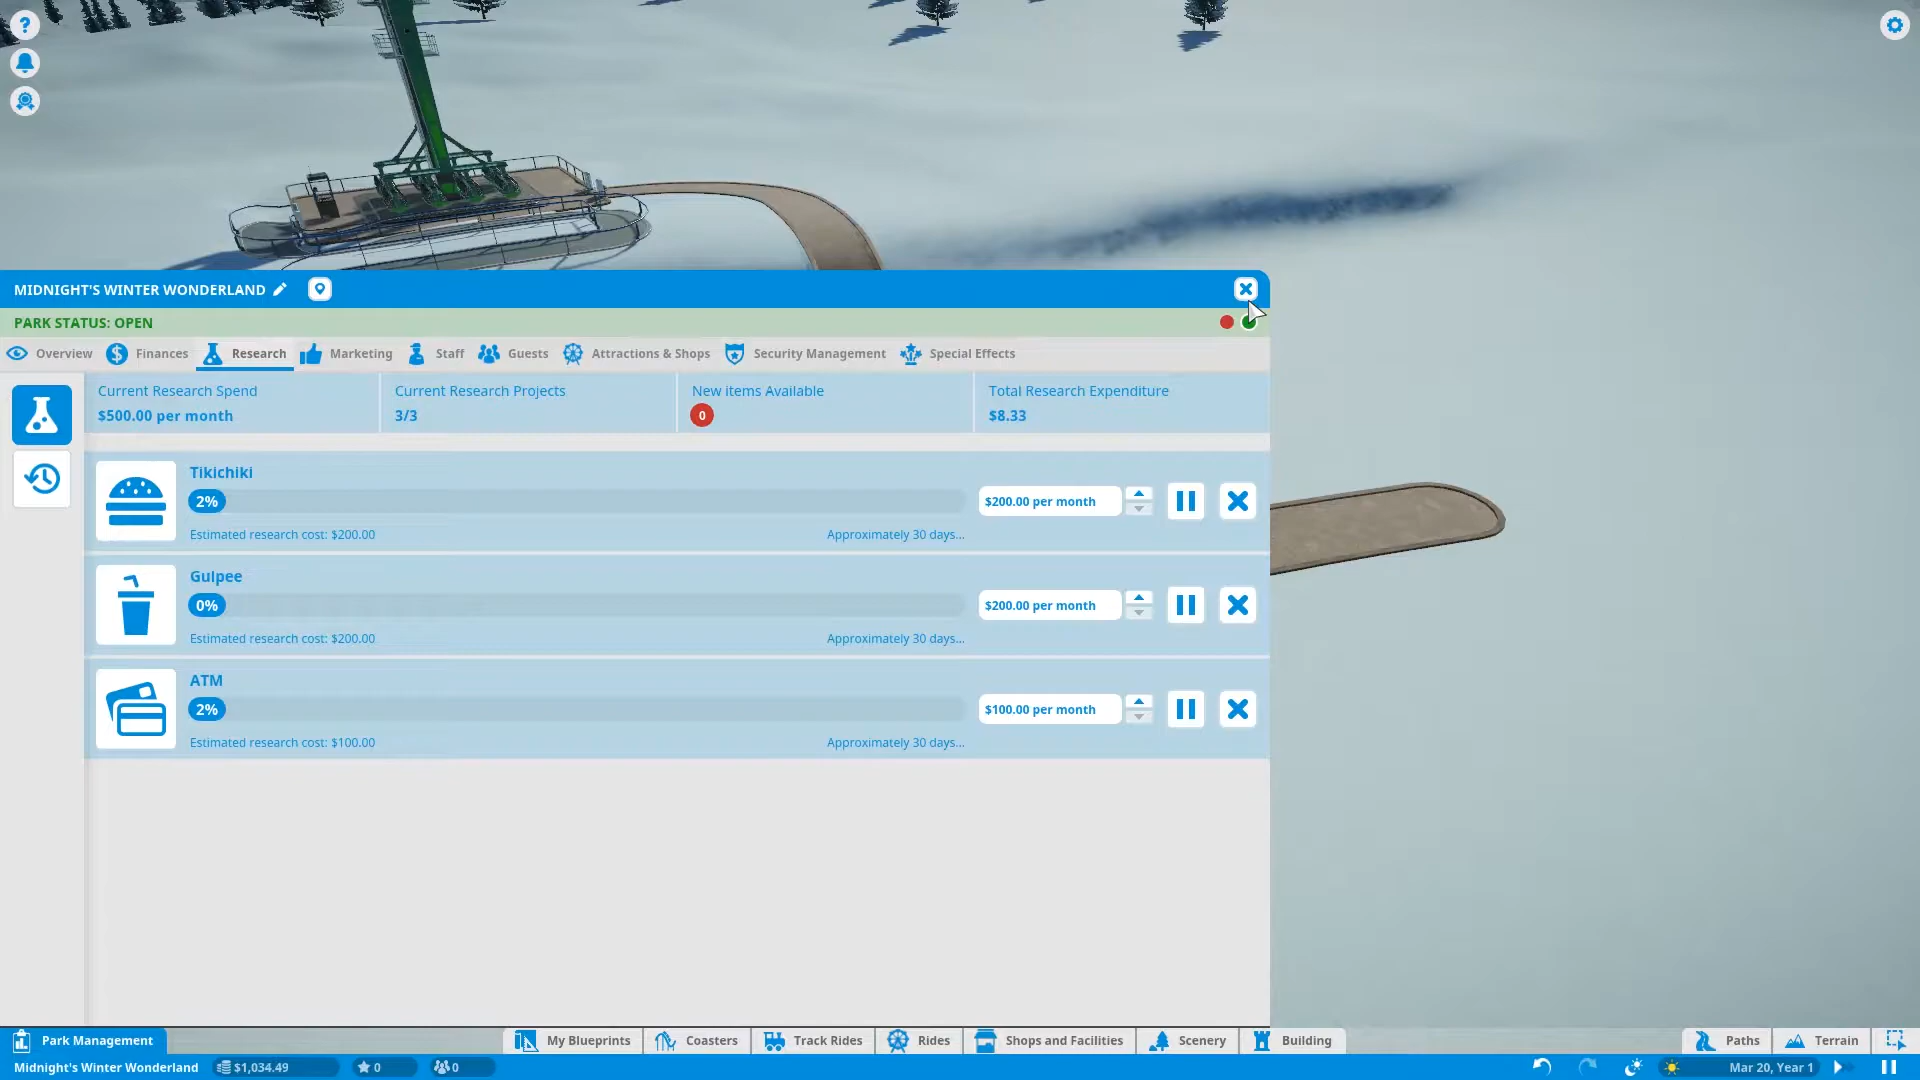 ?
MIDNIGHT'S WINTER WONDERLAND
PARK STATUS: OPEN
Overview $ Finances Research Marketing Staff Guests Attractions & Shops Security Management Special Effects
Current Research Spend Current Research Projects New items Available Total Research Expenditure
$500.00 per month 3/3 0 $8.33
Tikichiki
2% $200.00 per month
Estimated research cost: $200.00 Approximately 30 days...
Gulpee
0% $200.00 per month
Estimated research cost: $200.00 Approximately 30 days...
ATM
2% $100.00 per month
Estimated research cost: $100.00 Approximately 30 days...
Park Management My Blueprints Coasters Track Rides Rides Shops and Facilities Scenery Building Paths Terrain
Midnight's Winter Wonderland $1,034.49 0 0 Mar 20, Year 1